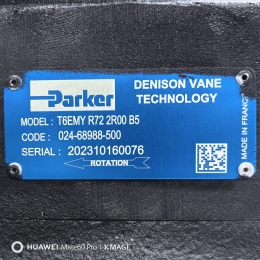 Parker
DENISON VANE
TECHNOLOGY
MODEL: T6EMY R72 2R00 B5
CODE: 024-68988-500
SERIAL: 202310160076
ROTATION
MADE IN FRANCE
HUAWEI Mate60 Pro | XMAGE